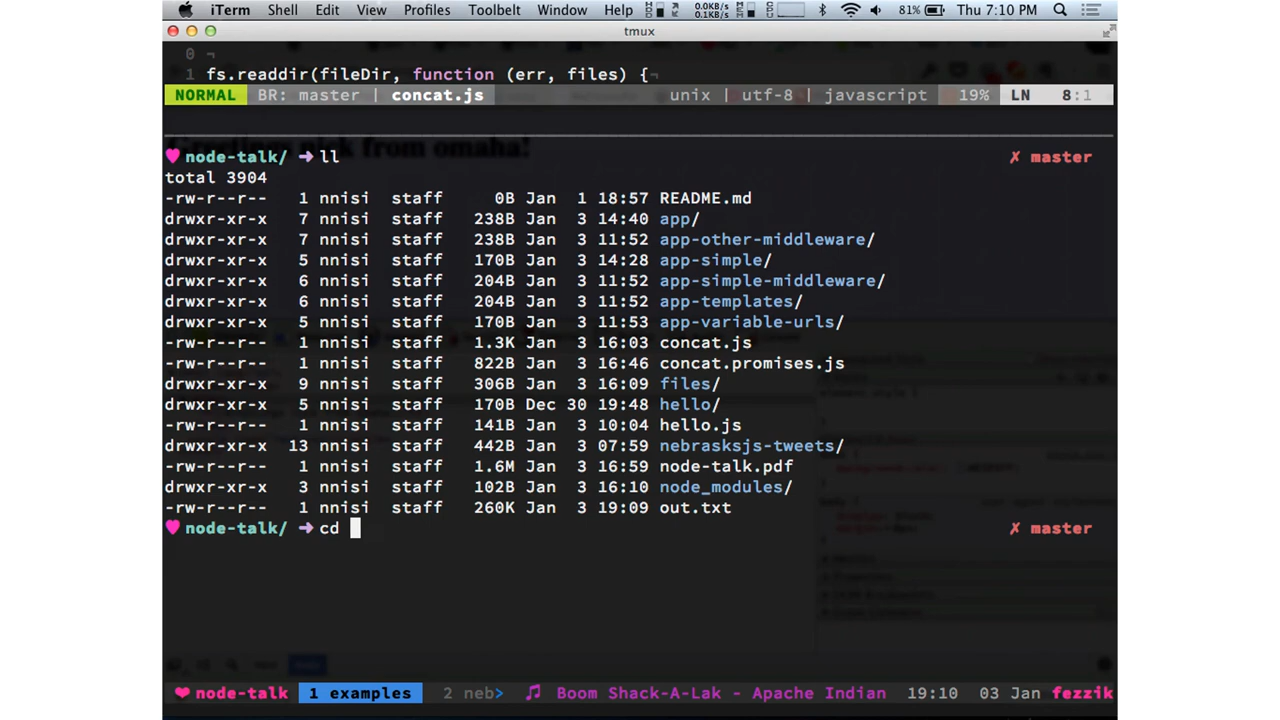 iTerm Shell Edit View Profiles Toolbelt Window Help 0.0KB/s 0.1KB/s 81% Thu 7:10 PM
tmux
0 ¬
1 fs.readdir(fileDir, function (err, files) {¬
NORMAL BR: master | concat.js unix | utf-8 | javascript 19% LN 8:1
Greetings nick from omaha!
♥ node-talk/ ➜ ll ✗ master
total 3904
-rw-r--r-- 1 nnisi staff 0B Jan 1 18:57 README.md
drwxr-xr-x 7 nnisi staff 238B Jan 3 14:40 app/
drwxr-xr-x 7 nnisi staff 238B Jan 3 11:52 app-other-middleware/
drwxr-xr-x 5 nnisi staff 170B Jan 3 14:28 app-simple/
drwxr-xr-x 6 nnisi staff 204B Jan 3 11:52 app-simple-middleware/
drwxr-xr-x 6 nnisi staff 204B Jan 3 11:52 app-templates/
drwxr-xr-x 5 nnisi staff 170B Jan 3 11:53 app-variable-urls/
-rw-r--r-- 1 nnisi staff 1.3K Jan 3 16:03 concat.js
-rw-r--r-- 1 nnisi staff 822B Jan 3 16:46 concat.promises.js
drwxr-xr-x 9 nnisi staff 306B Jan 3 16:09 files/
drwxr-xr-x 5 nnisi staff 170B Dec 30 19:48 hello/
-rw-r--r-- 1 nnisi staff 141B Jan 3 10:04 hello.js
drwxr-xr-x 13 nnisi staff 442B Jan 3 07:59 nebrasksjs-tweets/
-rw-r--r-- 1 nnisi staff 1.6M Jan 3 16:59 node-talk.pdf
drwxr-xr-x 3 nnisi staff 102B Jan 3 16:10 node_modules/
-rw-r--r-- 1 nnisi staff 260K Jan 3 19:09 out.txt
♥ node-talk/ ➜ cd ✗ master
❤ node-talk 1 examples 2 neb> ♫ Boom Shack-A-Lak - Apache Indian 19:10 03 Jan fezzik